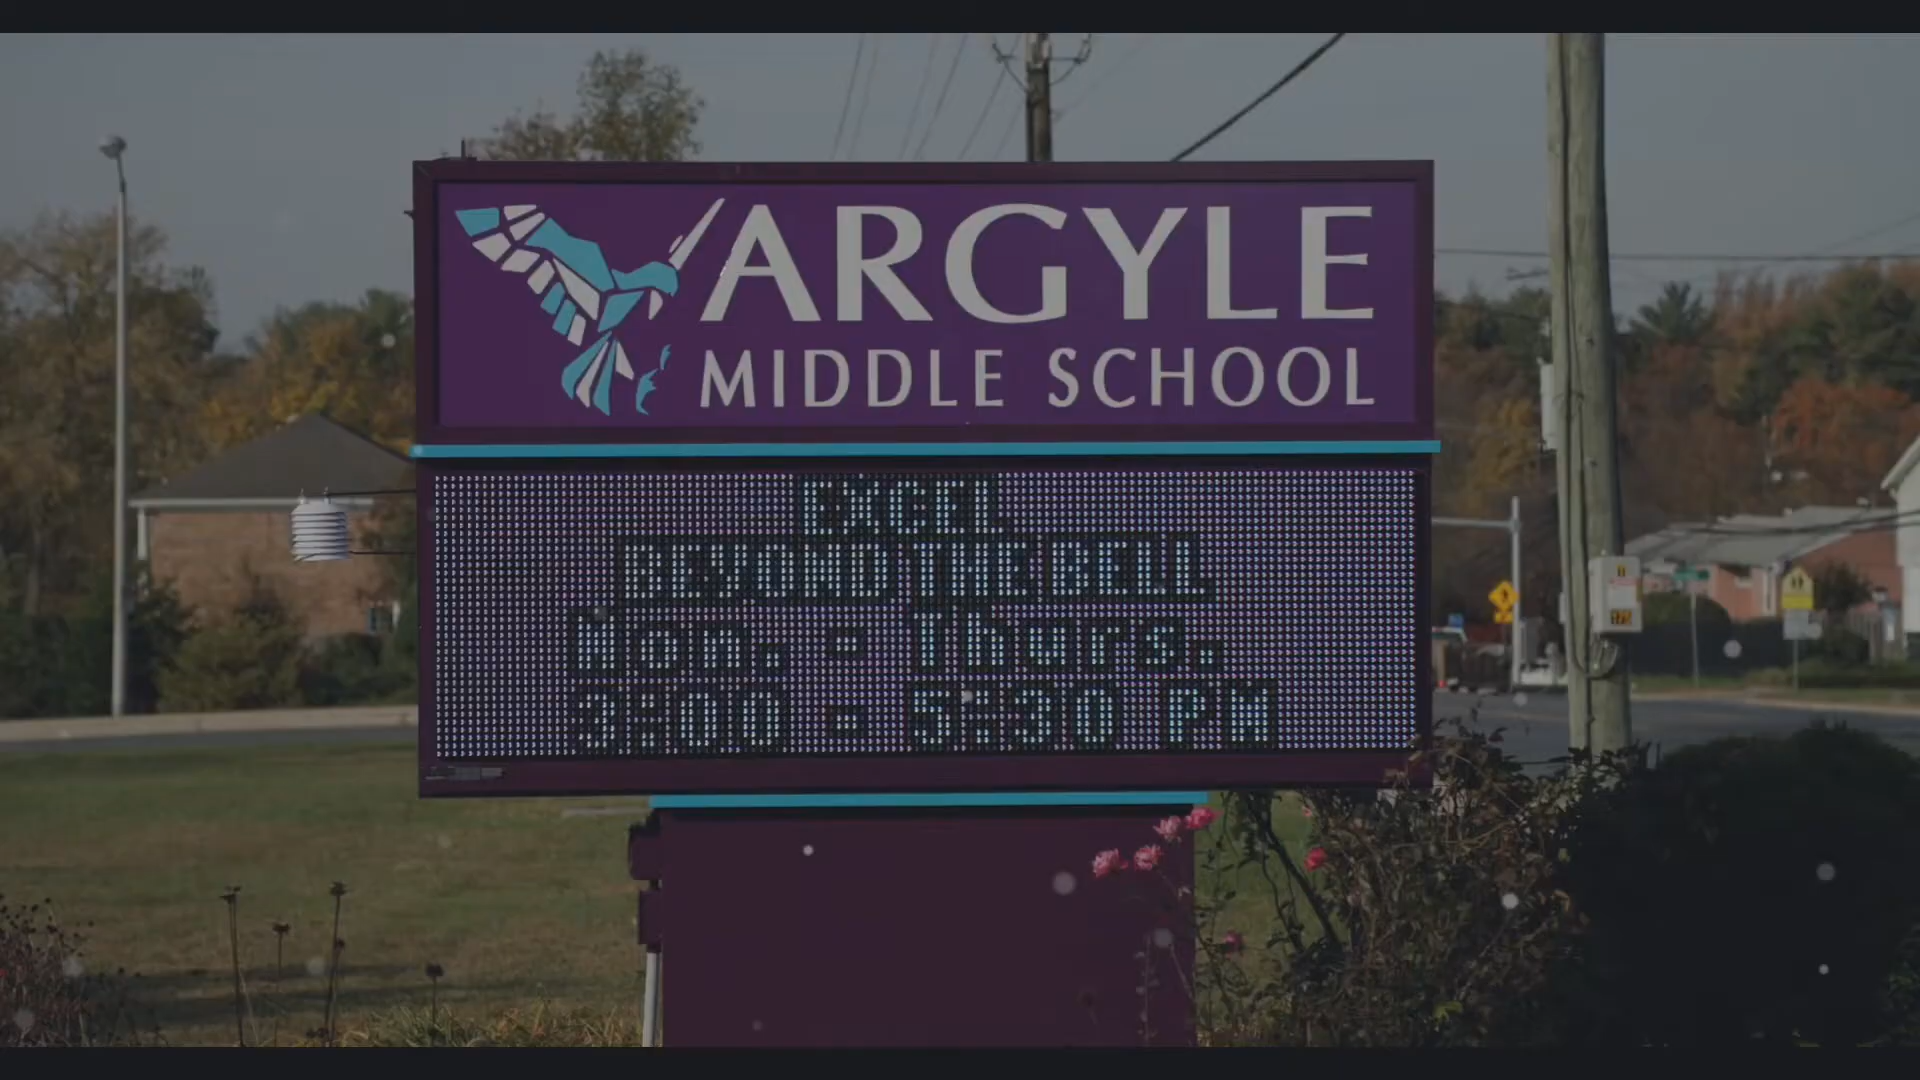 ARGYLE
MIDDLE SCHOOL
EXCEL
BEYOND THE BELL
Mon. - Thurs.
3:00 - 5:30 PM